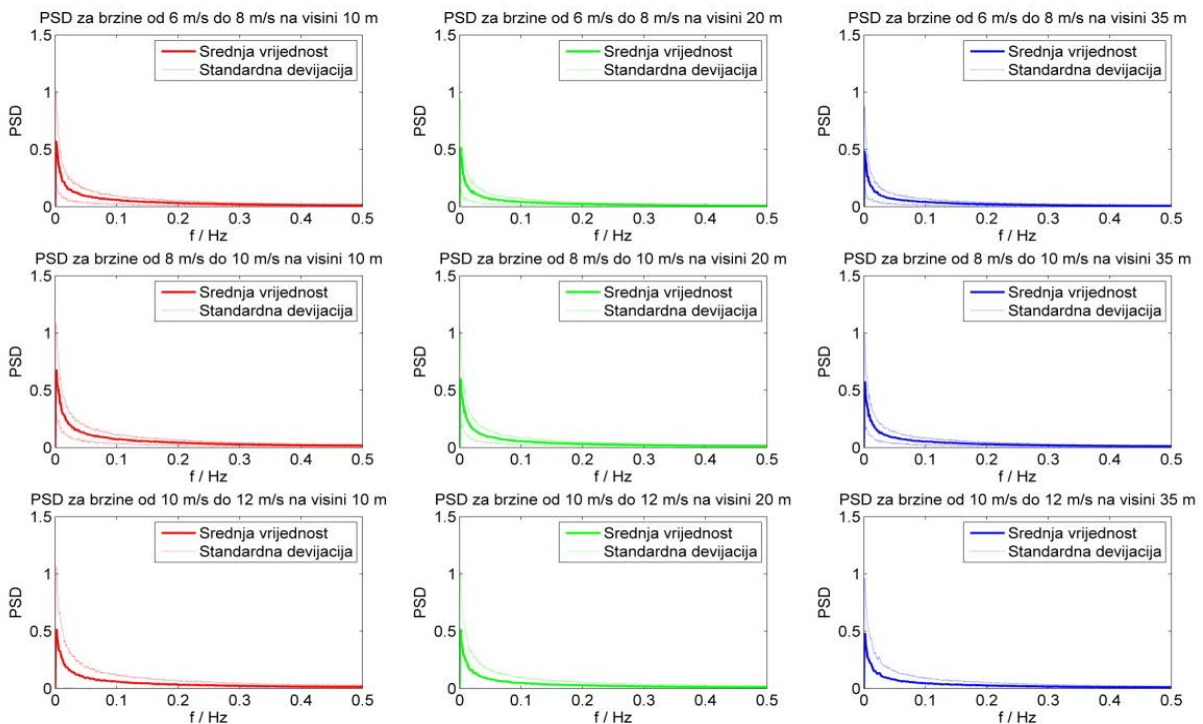 PSD za brzine od 6 m/s do 8 m/s na visini 10 m
1.5
1
0.5
0
PSD
Srednja vrijednost
Standardna devijacija
0 0.1 0.2 0.3 0.4 0.5
f / Hz
PSD za brzine od 6 m/s do 8 m/s na visini 20 m
1.5
1
0.5
0
PSD
Srednja vrijednost
Standardna devijacija
0 0.1 0.2 0.3 0.4 0.5
f / Hz
PSD za brzine od 6 m/s do 8 m/s na visini 35 m
1.5
1
0.5
0
PSD
Srednja vrijednost
Standardna devijacija
0 0.1 0.2 0.3 0.4 0.5
f / Hz
PSD za brzine od 8 m/s do 10 m/s na visini 10 m
1.5
1
0.5
0
PSD
Srednja vrijednost
Standardna devijacija
0 0.1 0.2 0.3 0.4 0.5
f / Hz
PSD za brzine od 8 m/s do 10 m/s na visini 20 m
1.5
1
0.5
0
PSD
Srednja vrijednost
Standardna devijacija
0 0.1 0.2 0.3 0.4 0.5
f / Hz
PSD za brzine od 8 m/s do 10 m/s na visini 35 m
1.5
1
0.5
0
PSD
Srednja vrijednost
Standardna devijacija
0 0.1 0.2 0.3 0.4 0.5
f / Hz
PSD za brzine od 10 m/s do 12 m/s na visini 10 m
1.5
1
0.5
0
PSD
Srednja vrijednost
Standardna devijacija
0 0.1 0.2 0.3 0.4 0.5
f / Hz
PSD za brzine od 10 m/s do 12 m/s na visini 20 m
1.5
1
0.5
0
PSD
Srednja vrijednost
Standardna devijacija
0 0.1 0.2 0.3 0.4 0.5
f / Hz
PSD za brzine od 10 m/s do 12 m/s na visini 35 m
1.5
1
0.5
0
PSD
Srednja vrijednost
Standardna devijacija
0 0.1 0.2 0.3 0.4 0.5
f / Hz